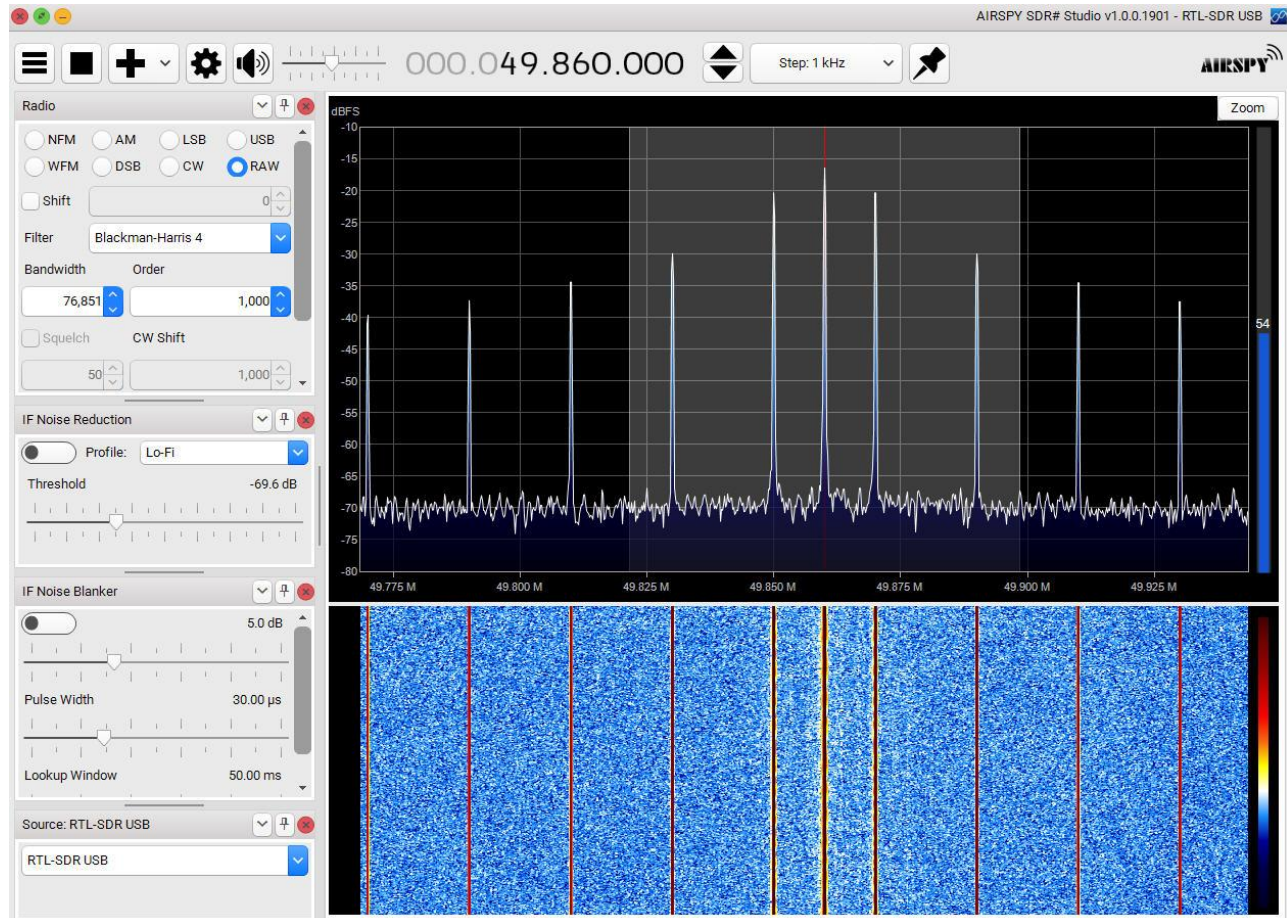 AIRSPY SDR# Studio v1.0.0.1901 - RTL-SDR USB
000.049.860.000
Step: 1 kHz
AIRSPY
Radio
NFM AM LSB USB
WFM DSB CW RAW
Shift 0
Filter Blackman-Harris 4
Bandwidth Order
76,851 1,000
Squelch CW Shift
50 1,000
IF Noise Reduction
Profile: Lo-Fi
Threshold -69.6 dB
IF Noise Blanker
5.0 dB
Pulse Width 30.00 µs
Lookup Window 50.00 ms
Source: RTL-SDR USB
RTL-SDR USB
dBFS
Zoom
-10
-15
-20
-25
-30
-35
-40
54
-45
-50
-55
-60
-65
-70
-75
-80
49.775 M 49.800 M 49.825 M 49.850 M 49.875 M 49.900 M 49.925 M